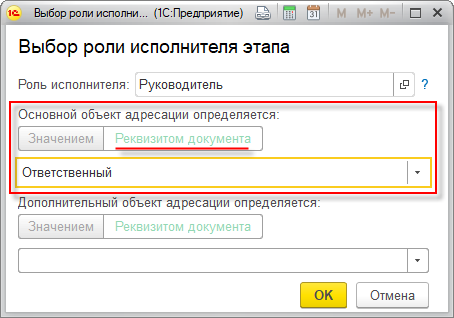 Выбор роли исполни... (1С:Предприятие) 31 M M+ M-
Выбор роли исполнителя этапа
Роль исполнителя: Руководитель ?
Основной объект адресации определяется:
Значением Реквизитом документа
Ответственный
Дополнительный объект адресации определяется:
Значением Реквизитом документа
OK Отмена